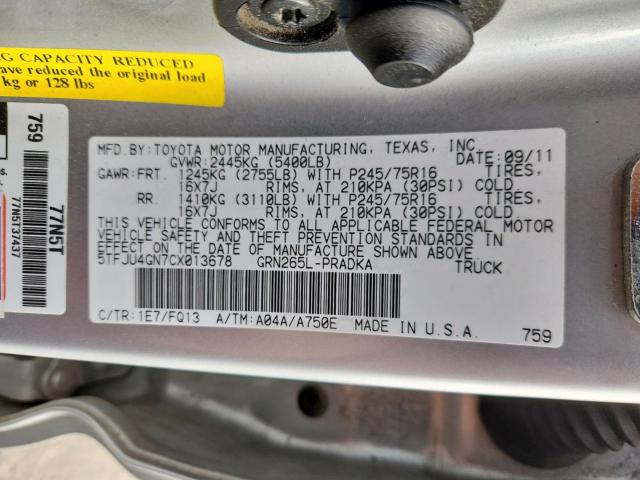 G CAPACITY REDUCED
ave reduced the original load
kg or 128 lbs
759
77N5T
77N5T37437
MFD.BY:TOYOTA MOTOR MANUFACTURING, TEXAS, INC.
GVWR:2445KG (5400LB) DATE:09/11
GAWR:FRT. 1245KG (2755LB) WITH P245/75R16 TIRES,
16X7J RIMS, AT 210KPA (30PSI) COLD
RR. 1410KG (3110LB) WITH P245/75R16 TIRES,
16X7J RIMS, AT 210KPA (30PSI) COLD
THIS VEHICLE CONFORMS TO ALL APPLICABLE FEDERAL MOTOR
VEHICLE SAFETY AND THEFT PREVENTION STANDARDS IN
EFFECT ON THE DATE OF MANUFACTURE SHOWN ABOVE.
5TFJU4GN7CX013678 GRN265L-PRADKA TRUCK
C/TR:1E7/FQ13 A/TM:A04A/A750E MADE IN U.S.A. 759